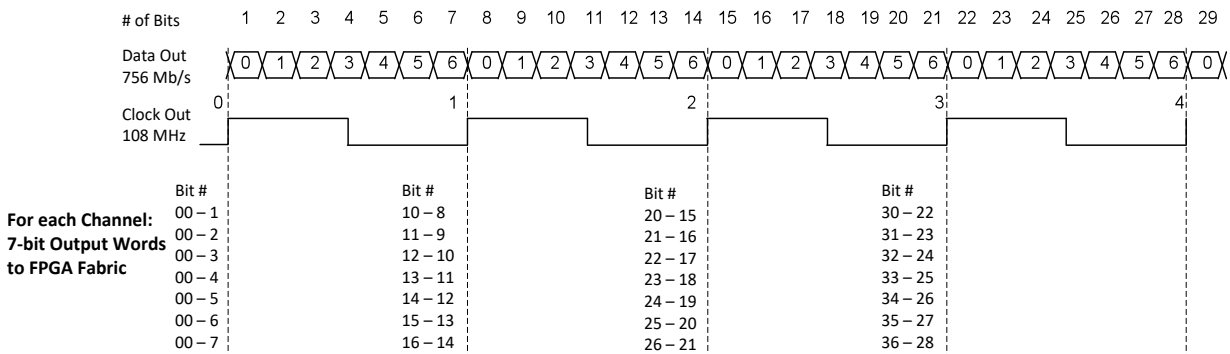 # of Bits 1 2 3 4 5 6 7 8 9 10 11 12 13 14 15 16 17 18 19 20 21 22 23 24 25 26 27 28 29
Data Out
756 Mb/s
0 1 2 3 4 5 6 0 1 2 3 4 5 6 0 1 2 3 4 5 6 0 1 2 3 4 5 6 0
0 1 2 3 4
Clock Out
108 MHz
For each Channel:
7-bit Output Words
to FPGA Fabric
Bit #
00 – 1
00 – 2
00 – 3
00 – 4
00 – 5
00 – 6
00 – 7
Bit #
10 – 8
11 – 9
12 – 10
13 – 11
14 – 12
15 – 13
16 – 14
Bit #
20 – 15
21 – 16
22 – 17
23 – 18
24 – 19
25 – 20
26 – 21
Bit #
30 – 22
31 – 23
32 – 24
33 – 25
34 – 26
35 – 27
36 – 28